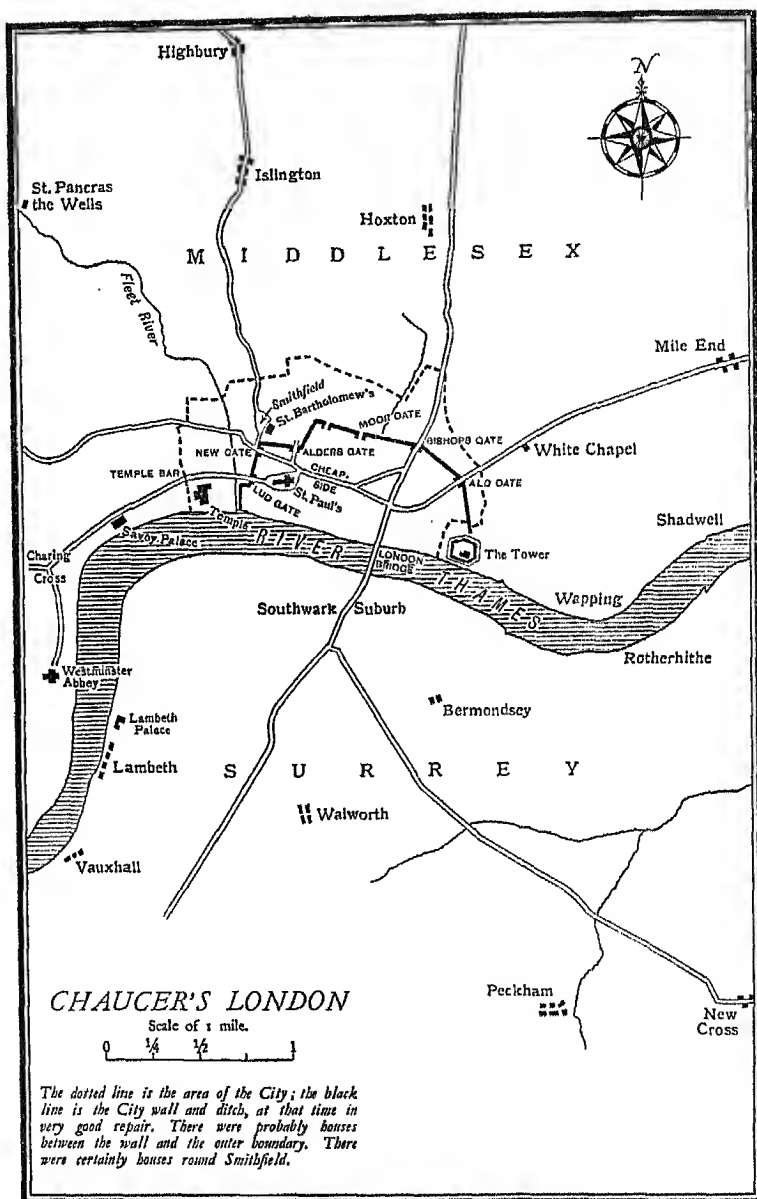 N
Highbury
Islington
St. Pancras
the Wells
Hoxton
MIDDLESEX
Fleet River
Mile End
Smithfield
St. Bartholomew's
MOOR GATE
NEW GATE
ALDERS GATE
BISHOPS GATE
White Chapel
TEMPLE BAR
CHEAP.
SIDE
ALD GATE
St. Paul's
LUD GATE
Temple
Savoy Palace
RIVER
Shadwell
Charing
Cross
LONDON
BRIDGE
The Tower
THAMES
Wapping
Southwark Suburb
Rotherhithe
Westminster
Abbey
Bermondsey
Lambeth
Palace
Lambeth
SURREY
Walworth
Vauxhall
CHAUCER'S LONDON
Scale of 1 mile.
0 ¼ ½ 1
Peckham
New
Cross
The dotted line is the area of the City; the black
line is the City wall and ditch, at that time in
very good repair. There were probably houses
between the wall and the outer boundary. There
were certainly houses round Smithfield.